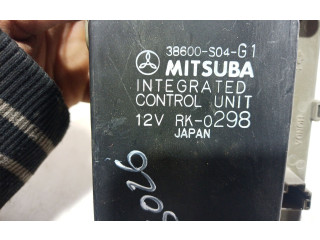 38600-S04-G1
MITSUBA
INTEGRATED
CONTROL UNIT
12V RK-0298
JAPAN